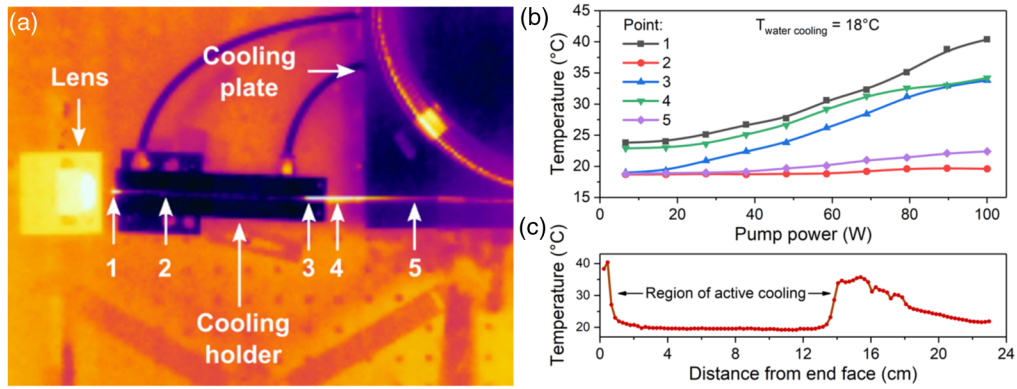 (a)
Lens
Cooling
plate
1
2
3
4
5
Cooling
holder
(b)
Temperature (°C)
45
40
35
30
25
20
15
Point:
1
2
3
4
5
T water cooling = 18°C
0
20
40
60
80
100
Pump power (W)
(c)
Temperature (°C)
40
30
20
Region of active cooling
0
4
8
12
16
20
24
Distance from end face (cm)